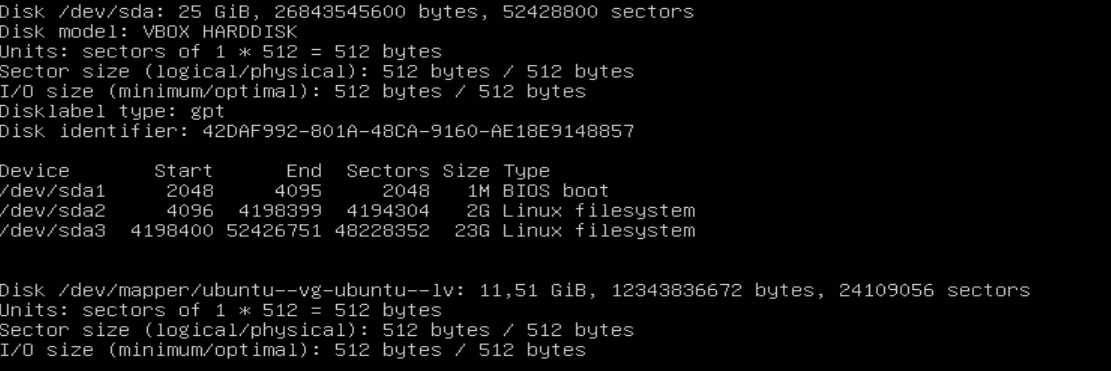 Disk /dev/sda: 25 GiB, 26843545600 bytes, 52428800 sectors
Disk model: VBOX HARDDISK
Units: sectors of 1 * 512 = 512 bytes
Sector size (logical/physical): 512 bytes / 512 bytes
I/O size (minimum/optimal): 512 bytes / 512 bytes
Disklabel type: gpt
Disk identifier: 42DAF992-801A-48CA-9160-AE18E9148857
Device Start End Sectors Size Type
/dev/sda1 2048 4095 2048 1M BIOS boot
/dev/sda2 4096 4198399 4194304 2G Linux filesystem
/dev/sda3 4198400 52426751 48228352 23G Linux filesystem
Disk /dev/mapper/ubuntu--vg-ubuntu--lv: 11,51 GiB, 12343836672 bytes, 24109056 sectors
Units: sectors of 1 * 512 = 512 bytes
Sector size (logical/physical): 512 bytes / 512 bytes
I/O size (minimum/optimal): 512 bytes / 512 bytes